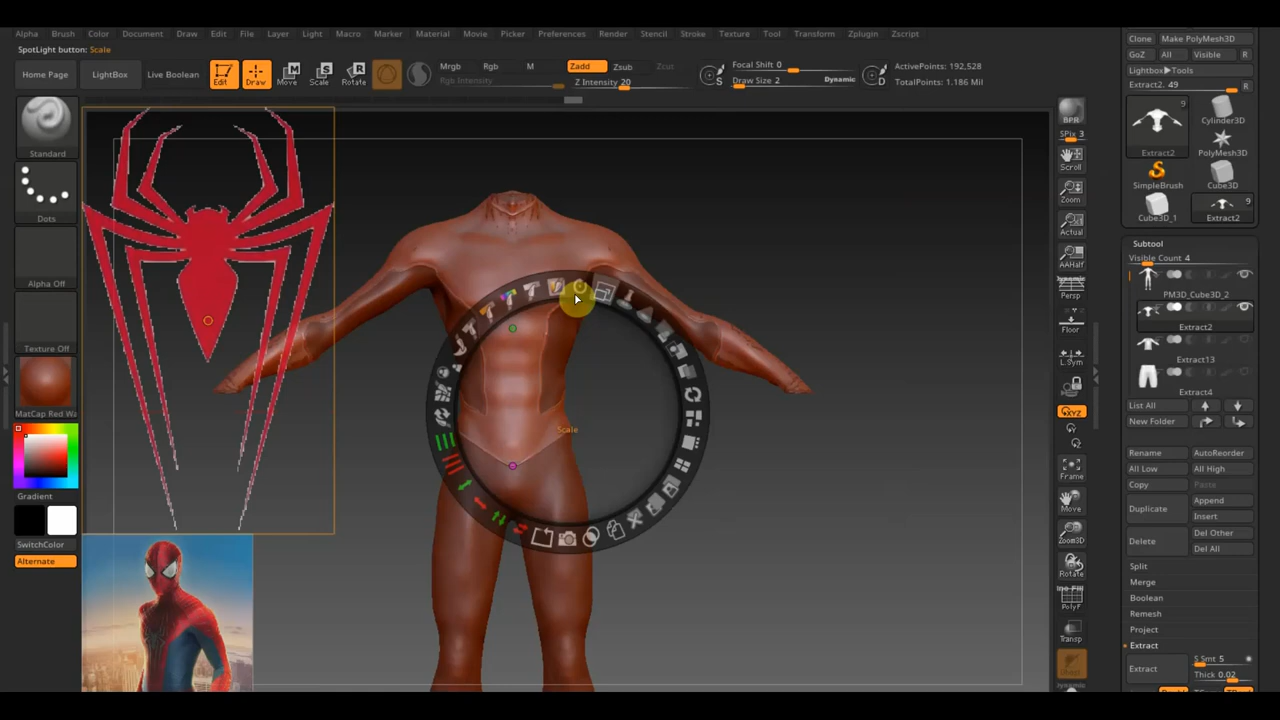 Alpha Brush Color Document Draw Edit File Layer Light Macro Marker Material Movie Picker Preferences Render Stencil Stroke Texture Tool Transform Zplugin Zscript
SpotLight button: Scale
Home Page
LightBox
Live Boolean
Edit
Draw
Move
Scale
Rotate
Mrgb Rgb M
Rgb Intensity
Zadd Zsub Zcut
Z Intensity 20
S
Focal Shift 0
Draw Size 2 Dynamic
D
ActivePoints: 192,528
TotalPoints: 1.186 Mil
Standard
Dots
Alpha Off
Texture Off
MatCap Red Wa
Gradient
SwitchColor
Alternate
Scale
BPR
SPix 3
Scroll
Zoom
Actual
AAHalf
Dynamic
Persp
Floor
L.Sym
XYZ
Frame
Move
Zoom3D
Rotate
PolyF
Transp
Dynamic
Clone Make PolyMesh3D
GoZ All Visible R
Lightbox▶Tools
Extract2. 49 R
9
Extract2
Cylinder3D
PolyMesh3D
SimpleBrush
Cube3D
Cube3D_1
9
Extract2
Subtool
Visible Count 4
PM3D_Cube3D_2
Extract2
Extract13
Extract4
List All
New Folder
Rename AutoReorder
All Low All High
Copy Paste
Duplicate Append
Insert
Delete Del Other
Del All
Split
Merge
Boolean
Remesh
Project
Extract
Extract S Smt 5
Thick 0.02